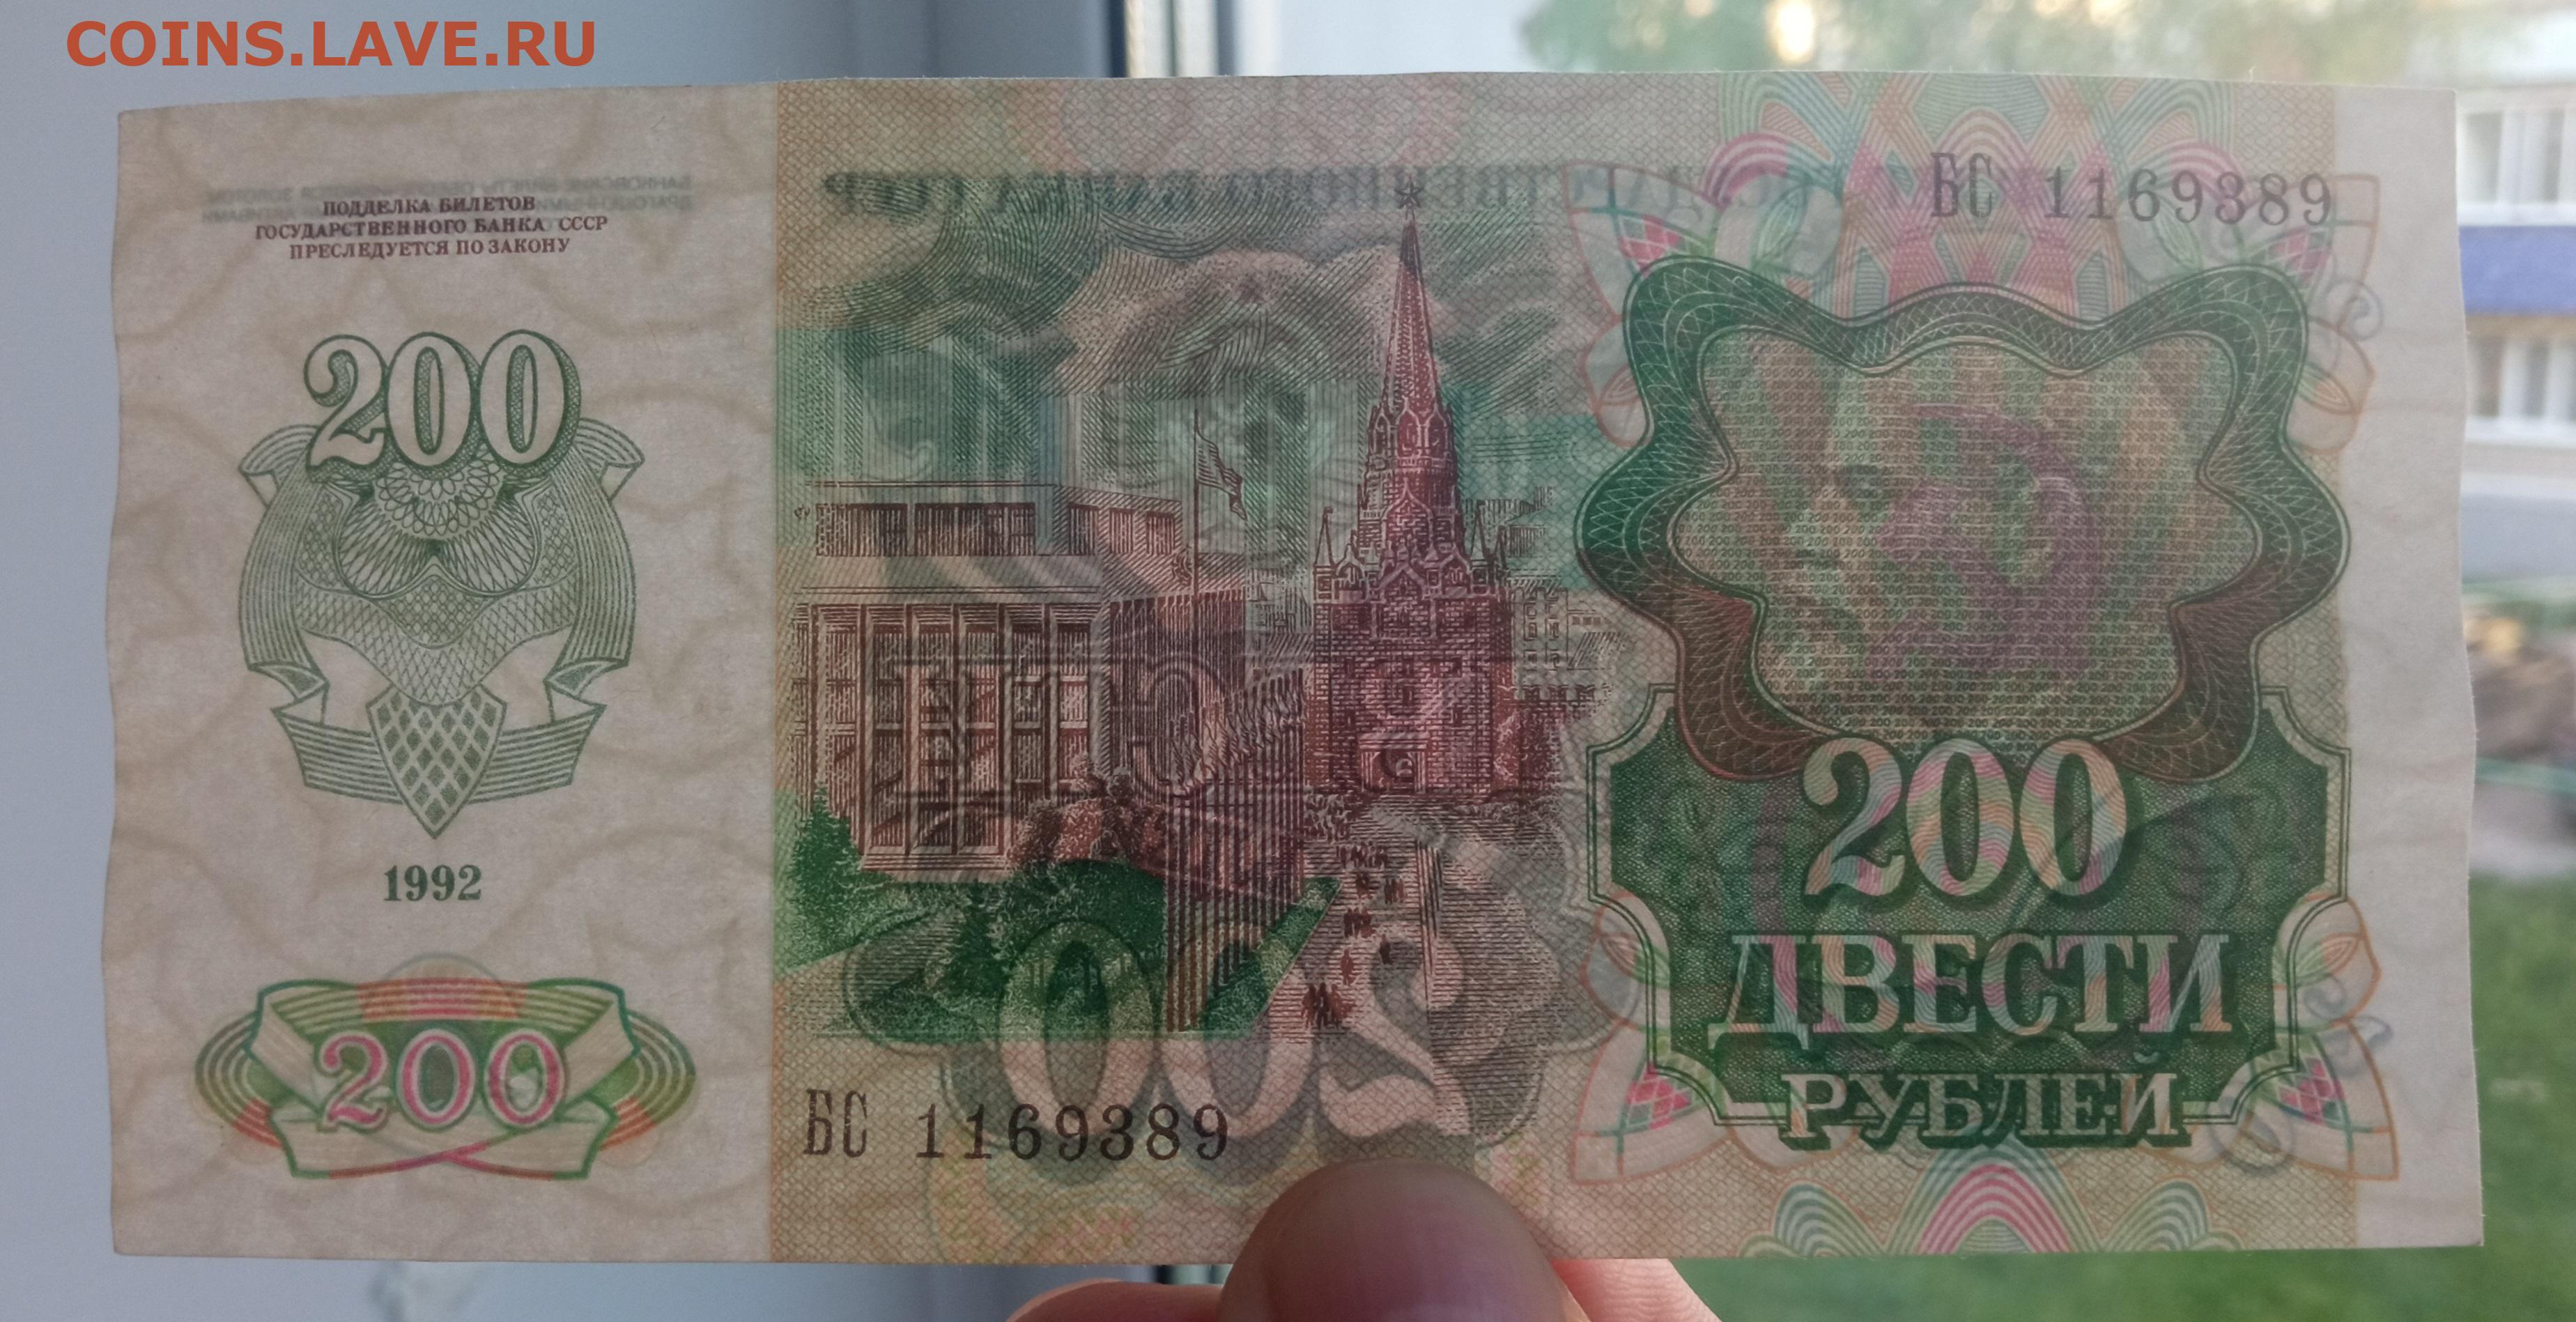 COINS.LAVE.RU
ПОДДЕЛКА БИЛЕТОВ
ГОСУДАРСТВЕННОГО БАНКА СССР
ПРЕСЛЕДУЕТСЯ ПО ЗАКОНУ
200
1992
200
БС 1169389
БС 1169389
200
ДВЕСТИ
РУБЛЕЙ